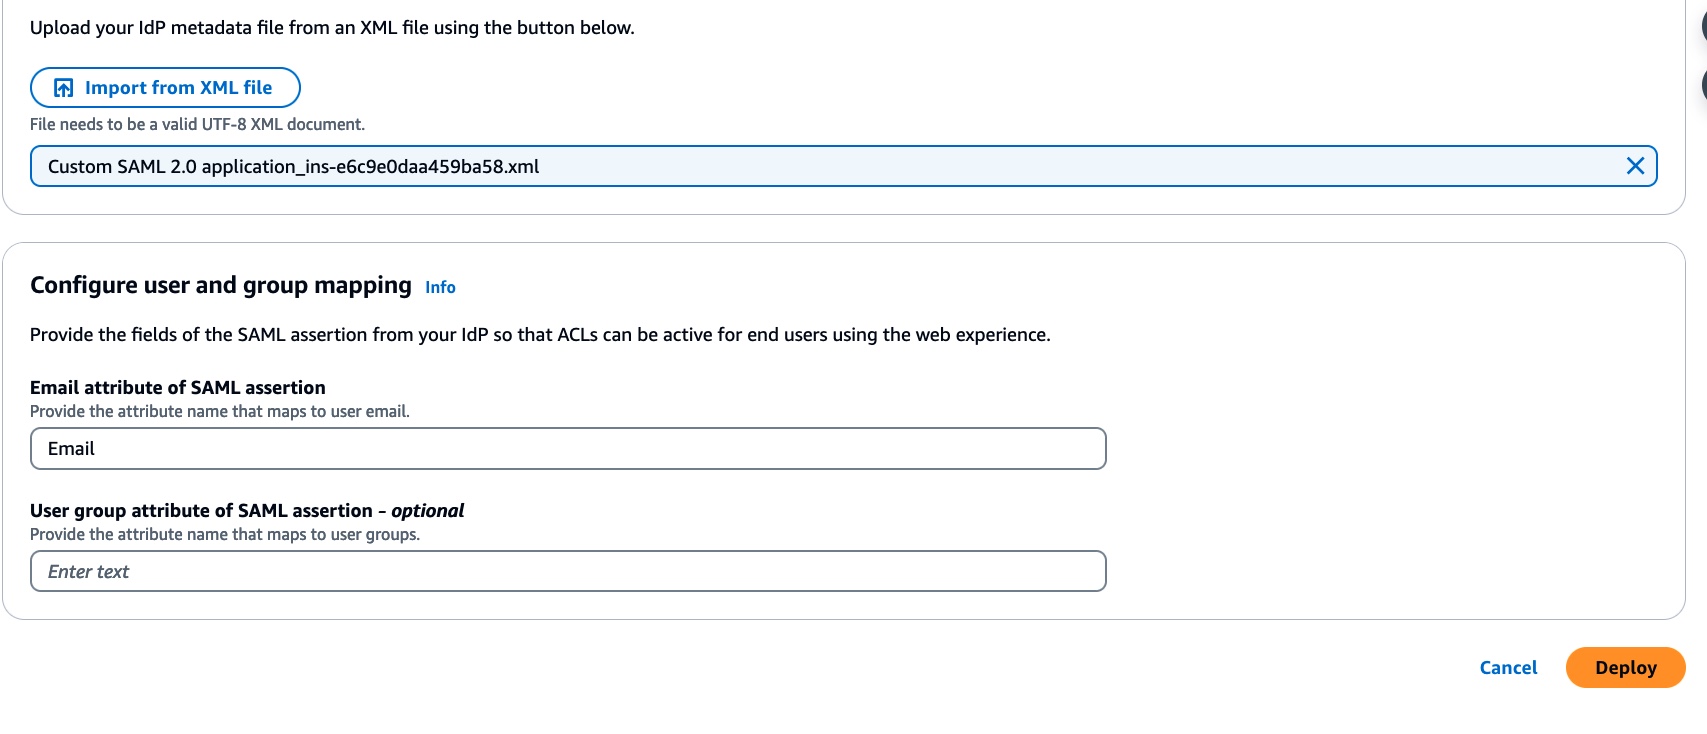 Upload your IdP metadata file from an XML file using the button below.
Import from XML file
File needs to be a valid UTF-8 XML document.
Custom SAML 2.0 application_ins-e6c9e0daa459ba58.xml
Configure user and group mapping Info
Provide the fields of the SAML assertion from your IdP so that ACLs can be active for end users using the web experience.
Email attribute of SAML assertion
Provide the attribute name that maps to user email.
Email
User group attribute of SAML assertion - optional
Provide the attribute name that maps to user groups.
Enter text
Cancel Deploy